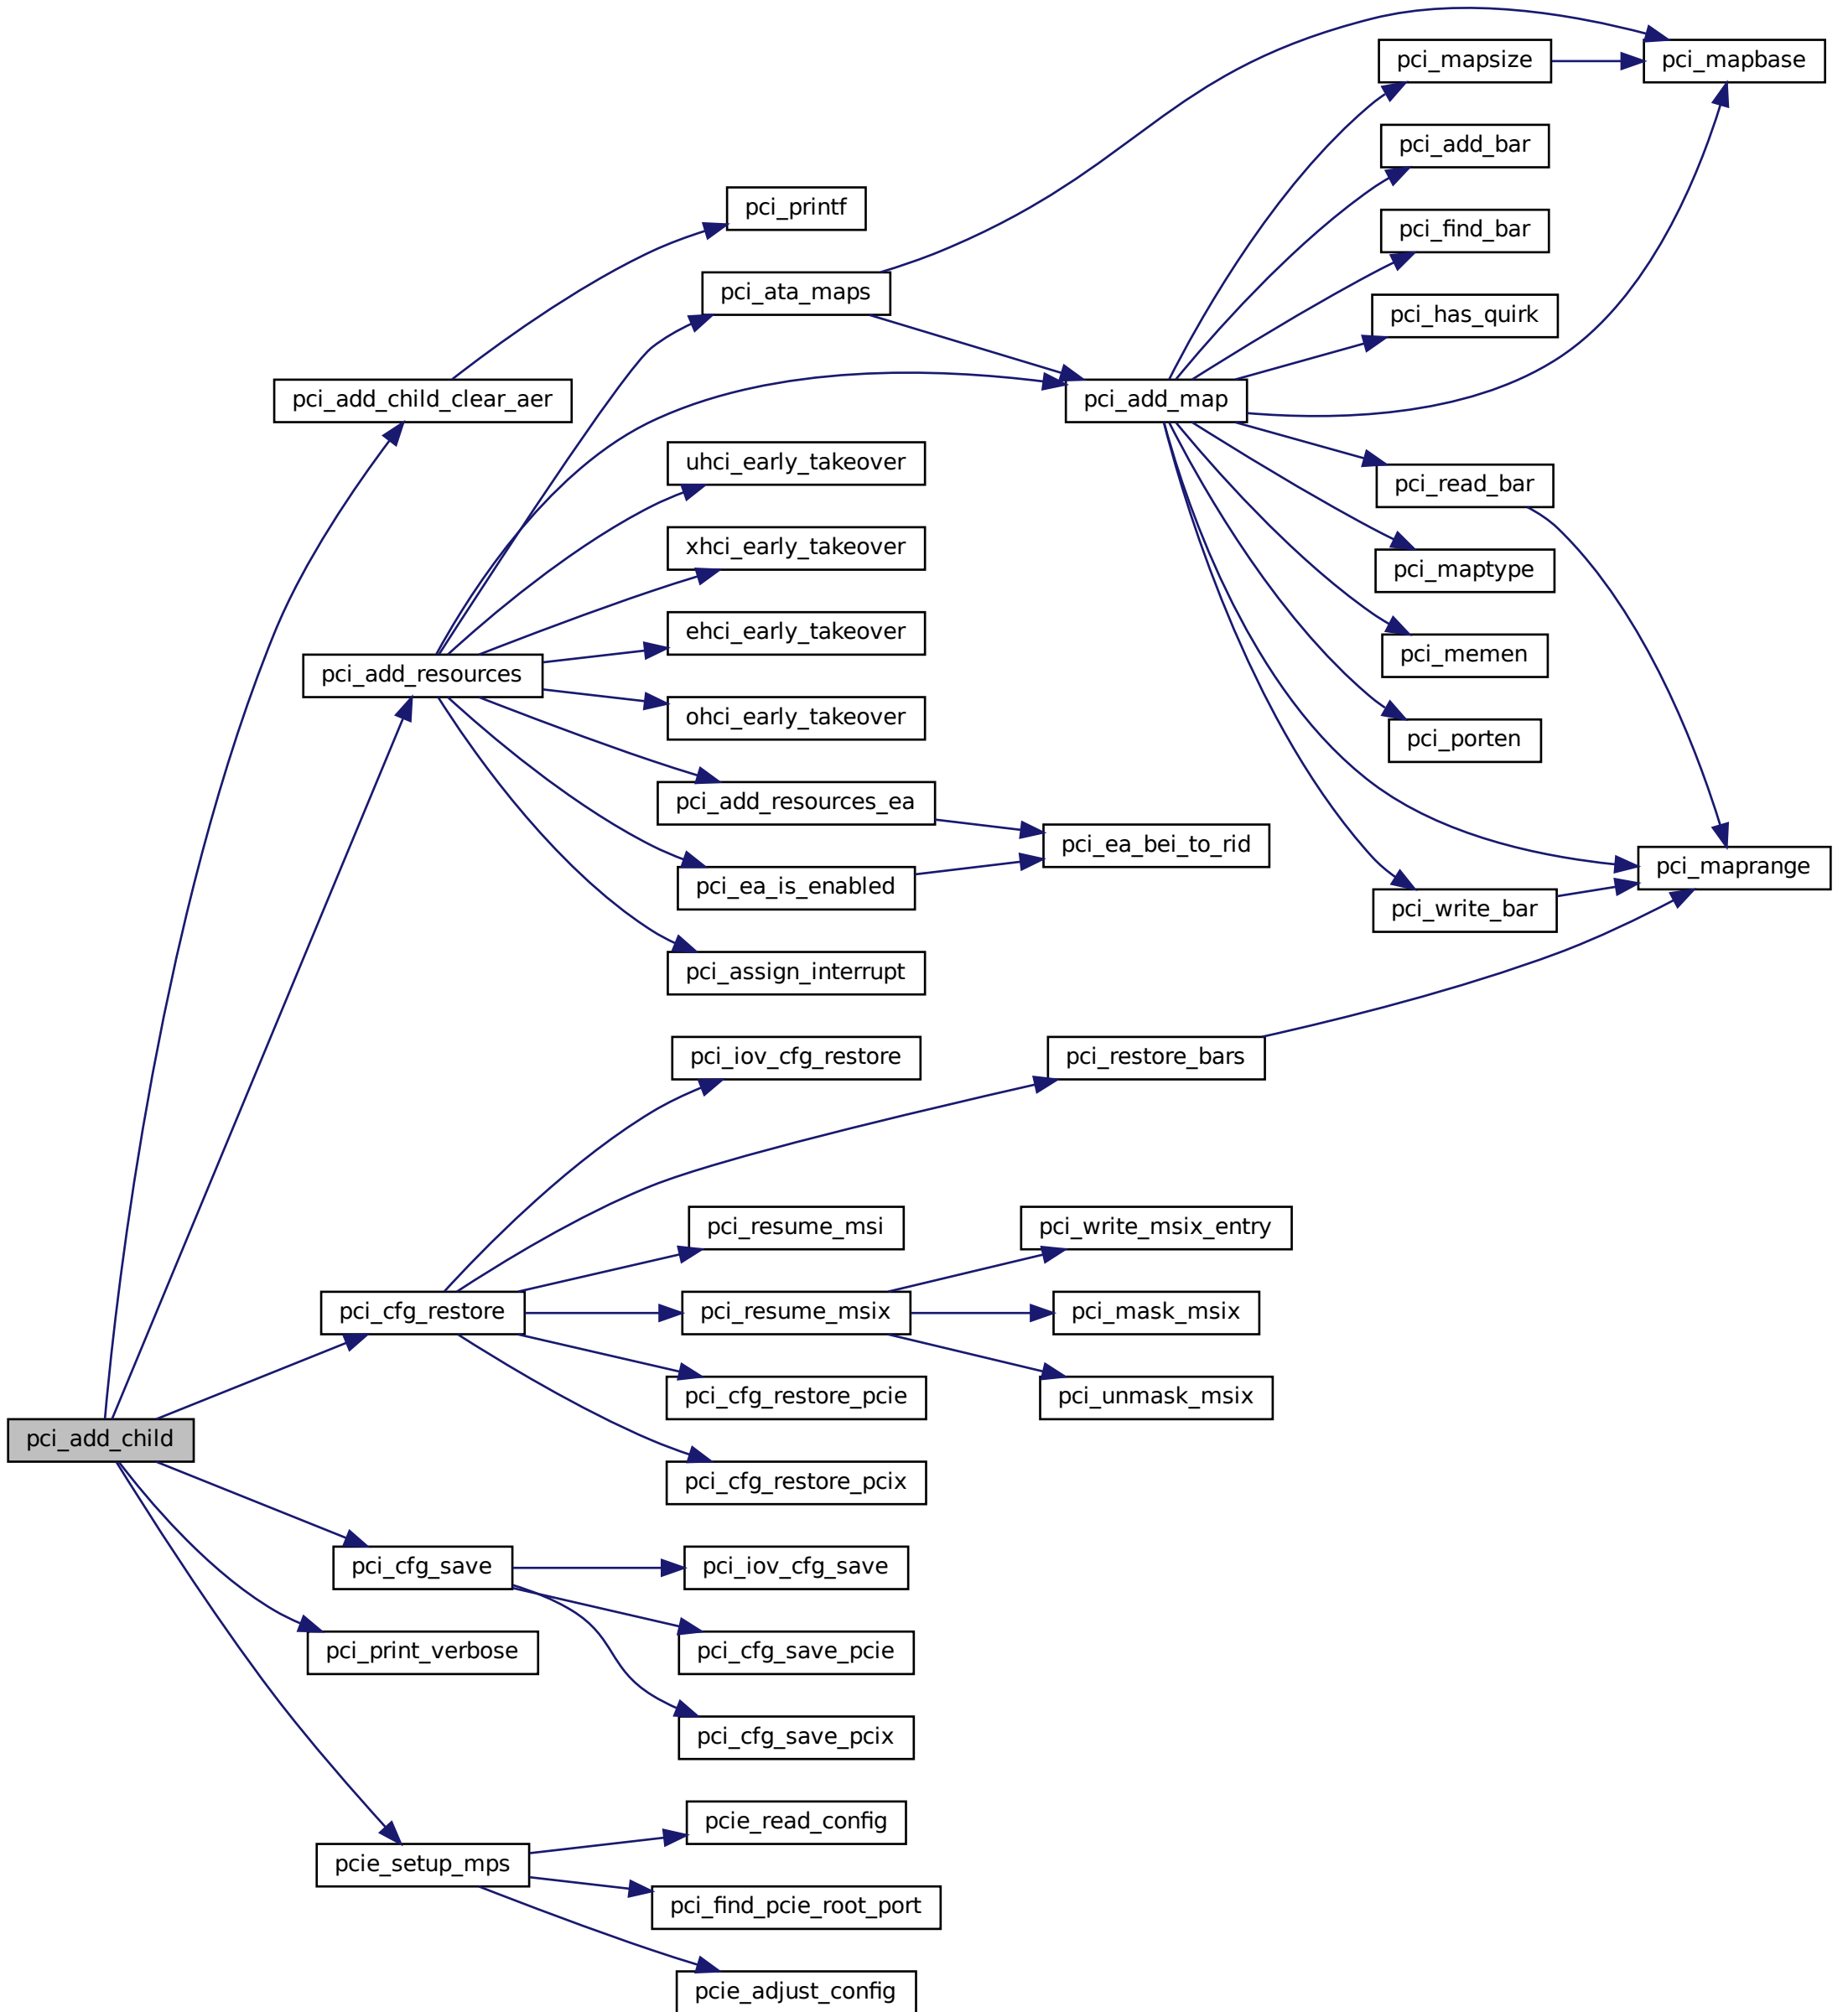 pci_mapsize
pci_mapbase
pci_add_bar
pci_printf
pci_find_bar
pci_ata_maps
pci_has_quirk
pci_add_child_clear_aer
pci_add_map
uhci_early_takeover
pci_read_bar
xhci_early_takeover
pci_maptype
ehci_early_takeover
pci_memen
pci_add_resources
ohci_early_takeover
pci_porten
pci_add_resources_ea
pci_ea_bei_to_rid
pci_maprange
pci_ea_is_enabled
pci_write_bar
pci_assign_interrupt
pci_iov_cfg_restore
pci_restore_bars
pci_resume_msi
pci_write_msix_entry
pci_cfg_restore
pci_resume_msix
pci_mask_msix
pci_cfg_restore_pcie
pci_unmask_msix
pci_add_child
pci_cfg_restore_pcix
pci_cfg_save
pci_iov_cfg_save
pci_print_verbose
pci_cfg_save_pcie
pci_cfg_save_pcix
pcie_read_config
pcie_setup_mps
pci_find_pcie_root_port
pcie_adjust_config